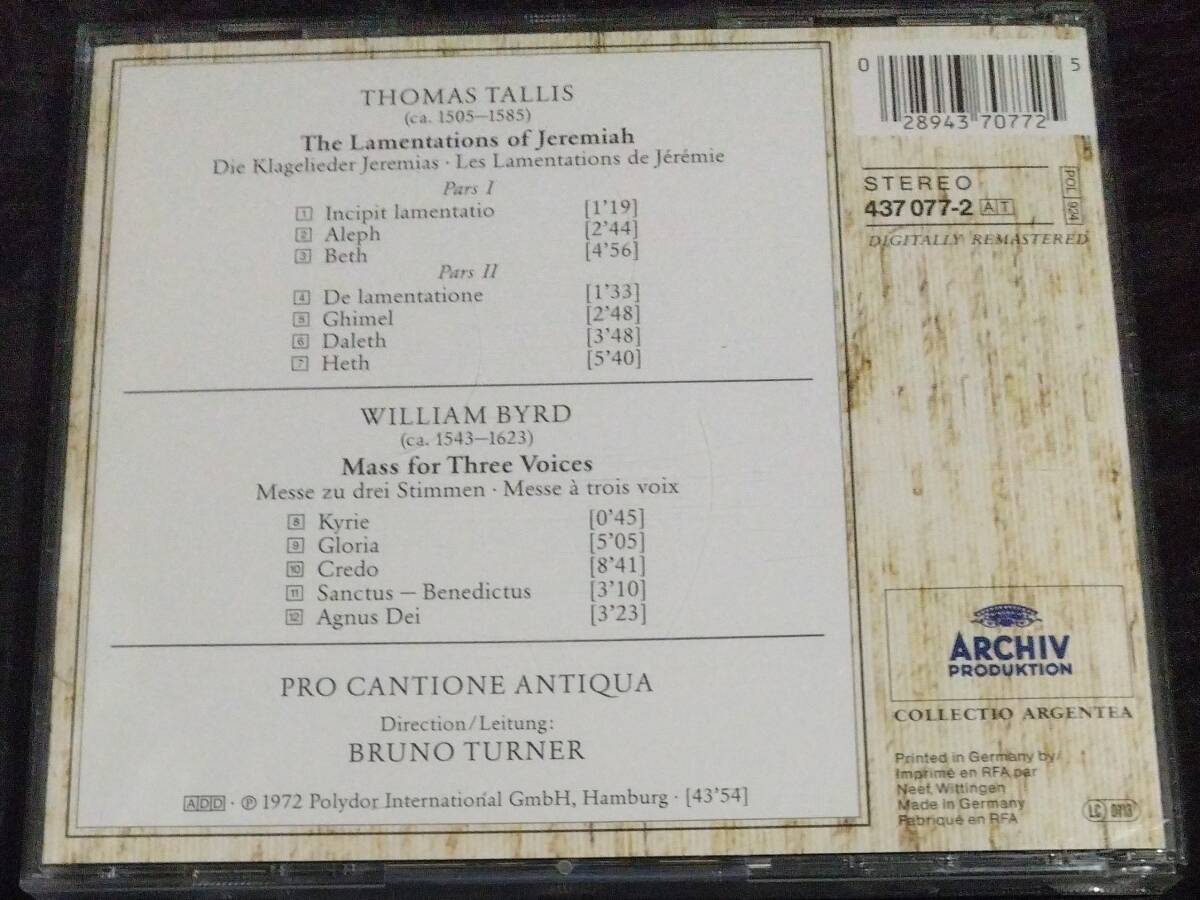 THOMAS TALLIS
(ca. 1505–1585)
The Lamentations of Jeremiah
Die Klagelieder Jeremias · Les Lamentations de Jérémie
Pars I
1 Incipit lamentatio [1'19]
2 Aleph [2'44]
3 Beth [4'56]
Pars II
4 De lamentatione [1'33]
5 Ghimel [2'48]
6 Daleth [3'48]
7 Heth [5'40]
WILLIAM BYRD
(ca. 1543–1623)
Mass for Three Voices
Messe zu drei Stimmen · Messe à trois voix
8 Kyrie [0'45]
9 Gloria [5'05]
10 Credo [8'41]
11 Sanctus – Benedictus [3'10]
12 Agnus Dei [3'23]
PRO CANTIONE ANTIQUA
Direction/Leitung:
BRUNO TURNER
ADD · ℗ 1972 Polydor International GmbH, Hamburg · [43'54]
0 28943 70772 5
STEREO
437 077-2 AT
POL 924
DIGITALLY REMASTERED
ARCHIV
PRODUKTION
COLLECTIO ARGENTEA
Printed in Germany by/
Imprimé en RFA par
Neef, Wittingen
Made in Germany
Fabriqué en RFA
LC 0113